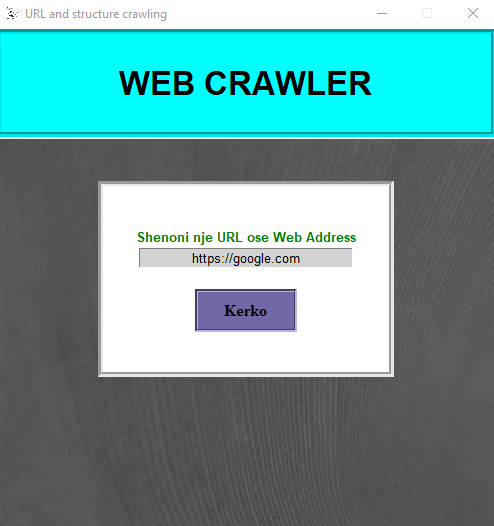 URL and structure crawling
WEB CRAWLER
Shenoni nje URL ose Web Address
https://google.com
Kerko